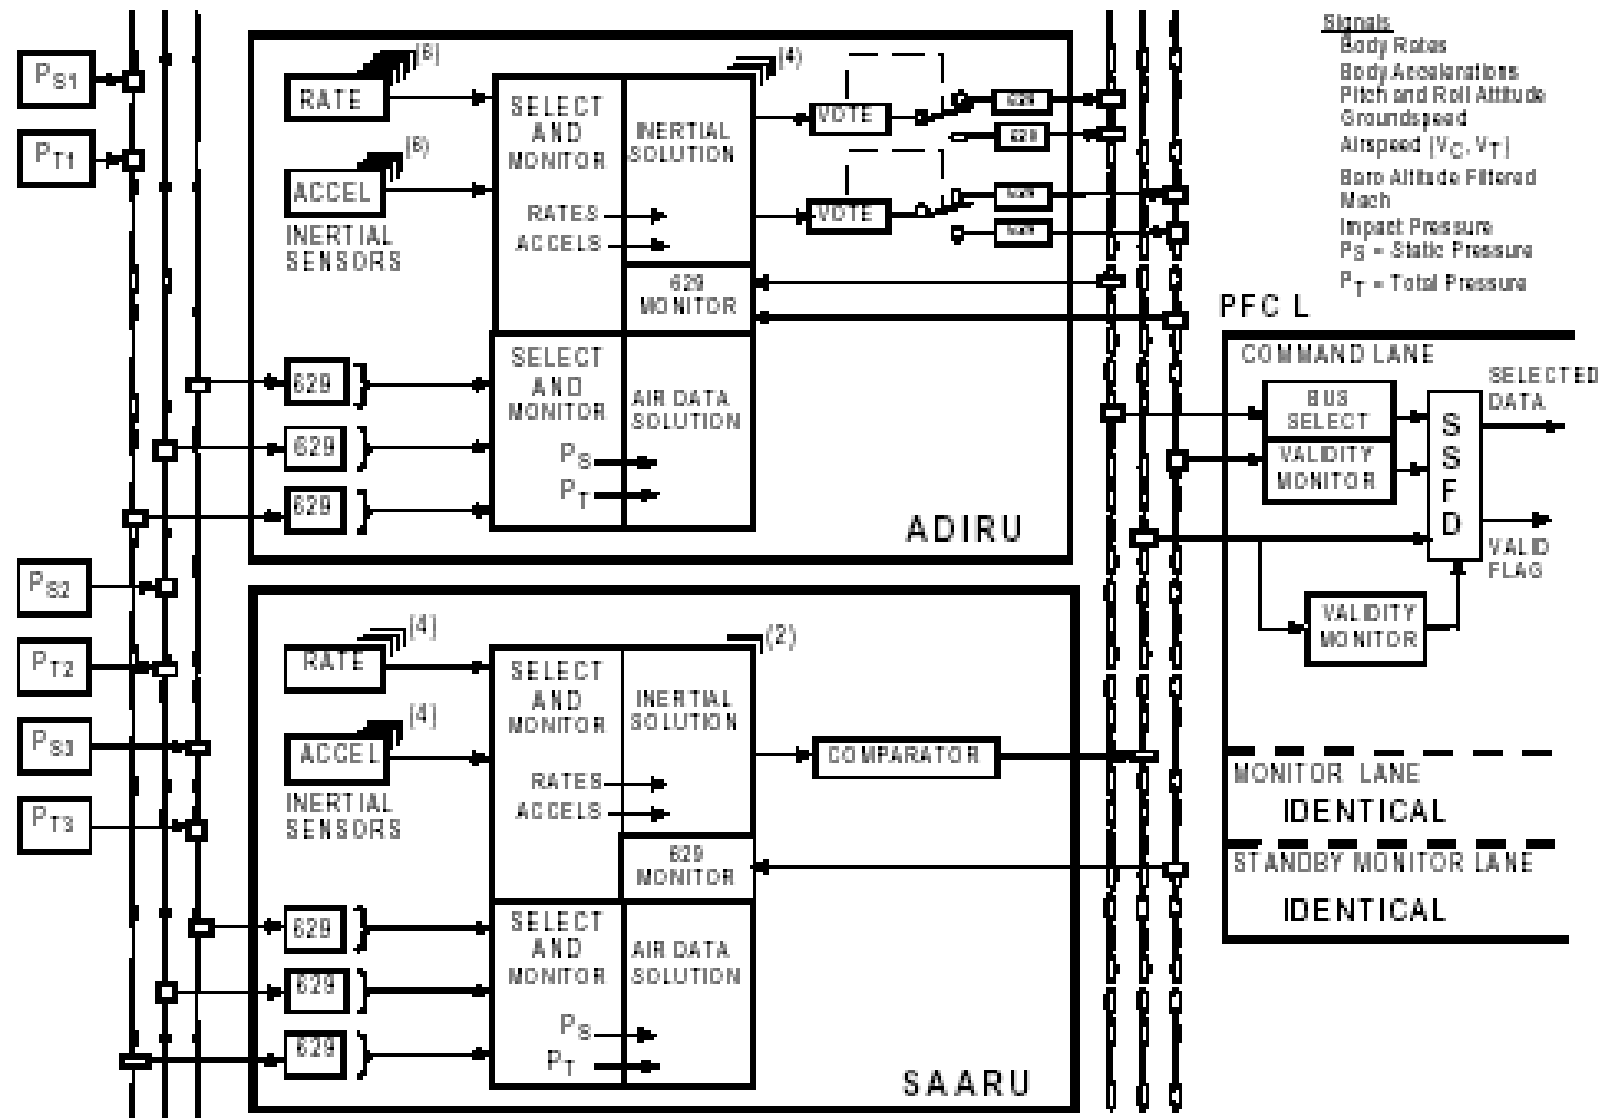 PS1
PT1
PS2
PT2
PS3
PT3
RATE
(6)
ACCEL
(6)
INERTIAL
SENSORS
SELECT
AND
MONITOR
RATES
ACCELS
INERTIAL
SOLUTION
(4)
629
MONITOR
VOTE
VOTE
629
629
629
629
629
629
629
SELECT
AND
MONITOR
PS
PT
AIR DATA
SOLUTION
ADIRU
RATE
(4)
ACCEL
(4)
INERTIAL
SENSORS
SELECT
AND
MONITOR
RATES
ACCELS
INERTIAL
SOLUTION
(2)
629
MONITOR
COMPARATOR
629
629
629
SELECT
AND
MONITOR
PS
PT
AIR DATA
SOLUTION
SAARU
Signals
Body Rates
Body Accelerations
Pitch and Roll Attitude
Groundspeed
Airspeed (VC, VT)
Baro Altitude Filtered
Mach
Impact Pressure
PS = Static Pressure
PT = Total Pressure
PFC L
COMMAND LANE
BUS
SELECT
VALIDITY
MONITOR
SSFD
SELECTED
DATA
VALID
FLAG
VALIDITY
MONITOR
MONITOR LANE
IDENTICAL
STANDBY MONITOR LANE
IDENTICAL